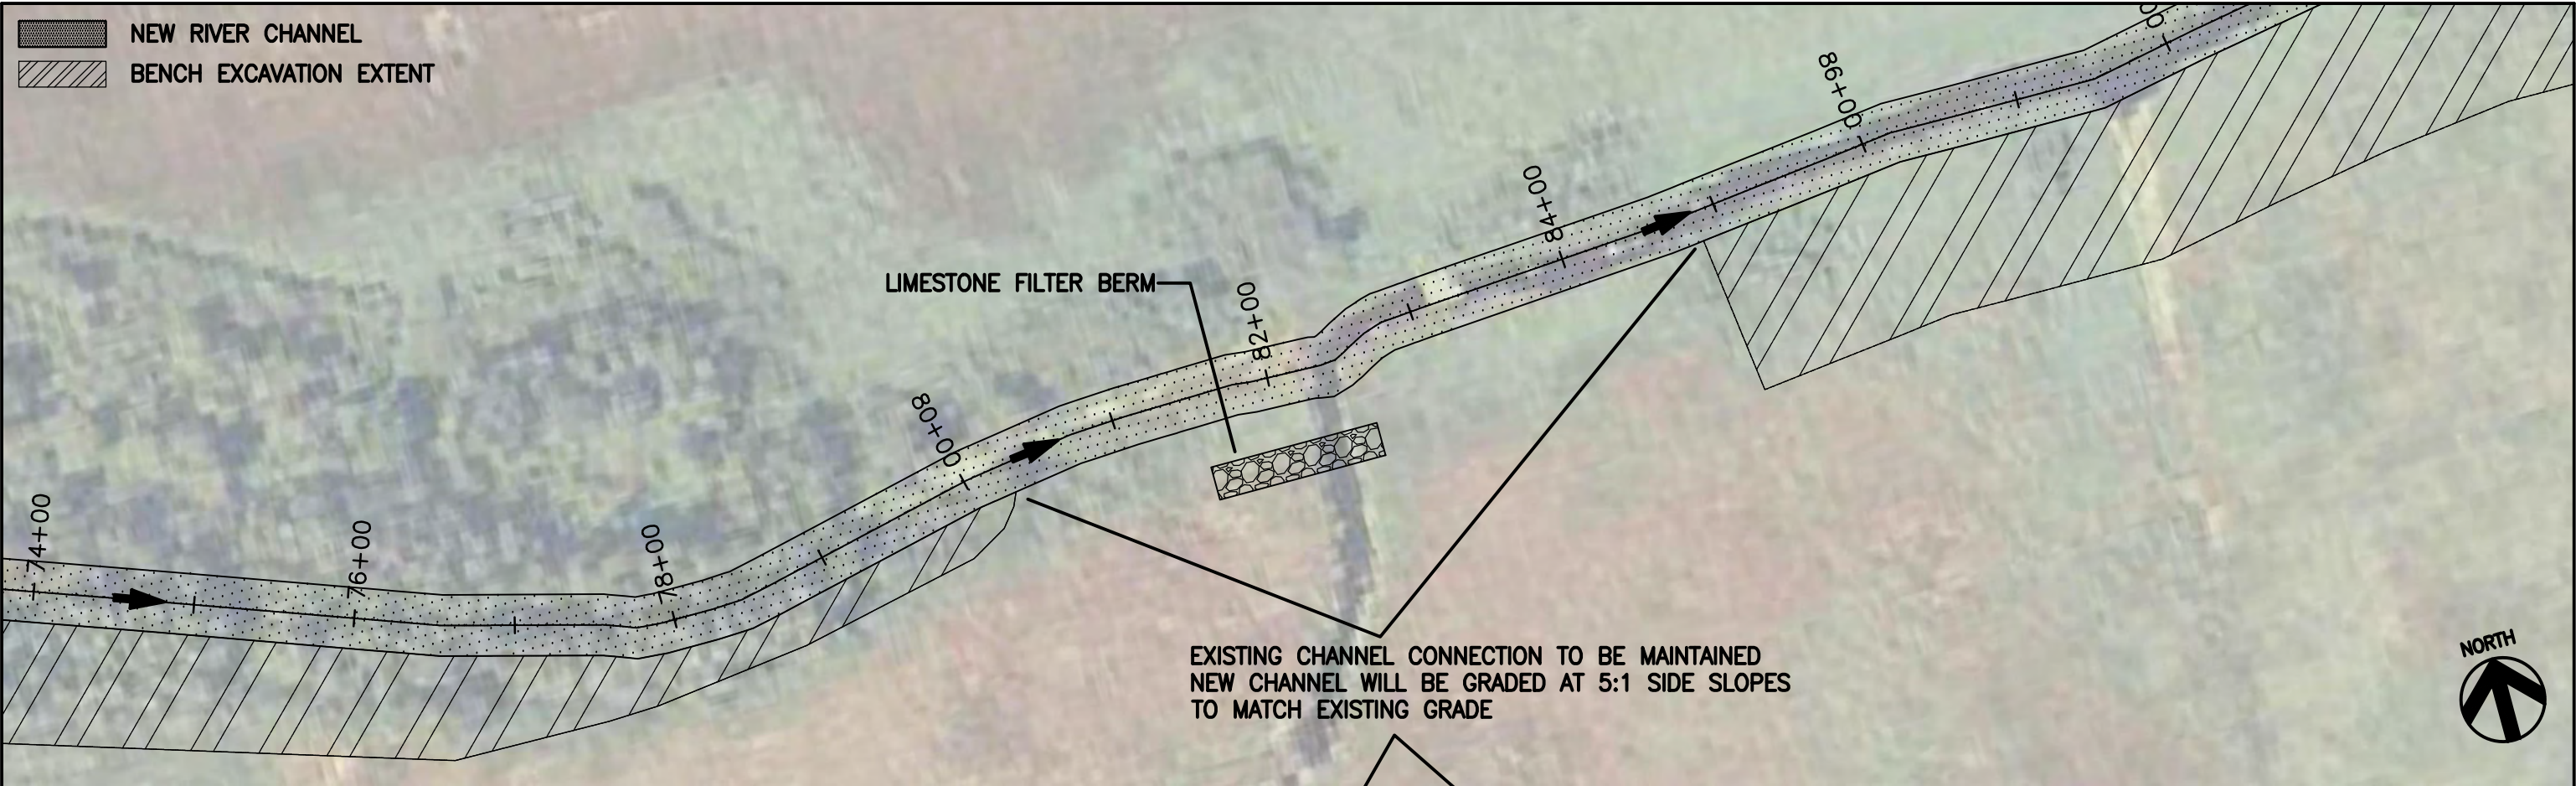 NEW RIVER CHANNEL
BENCH EXCAVATION EXTENT
00
86+00
84+00
LIMESTONE FILTER BERM
82+00
80+00
78+00
76+00
74+00
EXISTING CHANNEL CONNECTION TO BE MAINTAINED
NEW CHANNEL WILL BE GRADED AT 5:1 SIDE SLOPES
TO MATCH EXISTING GRADE
NORTH